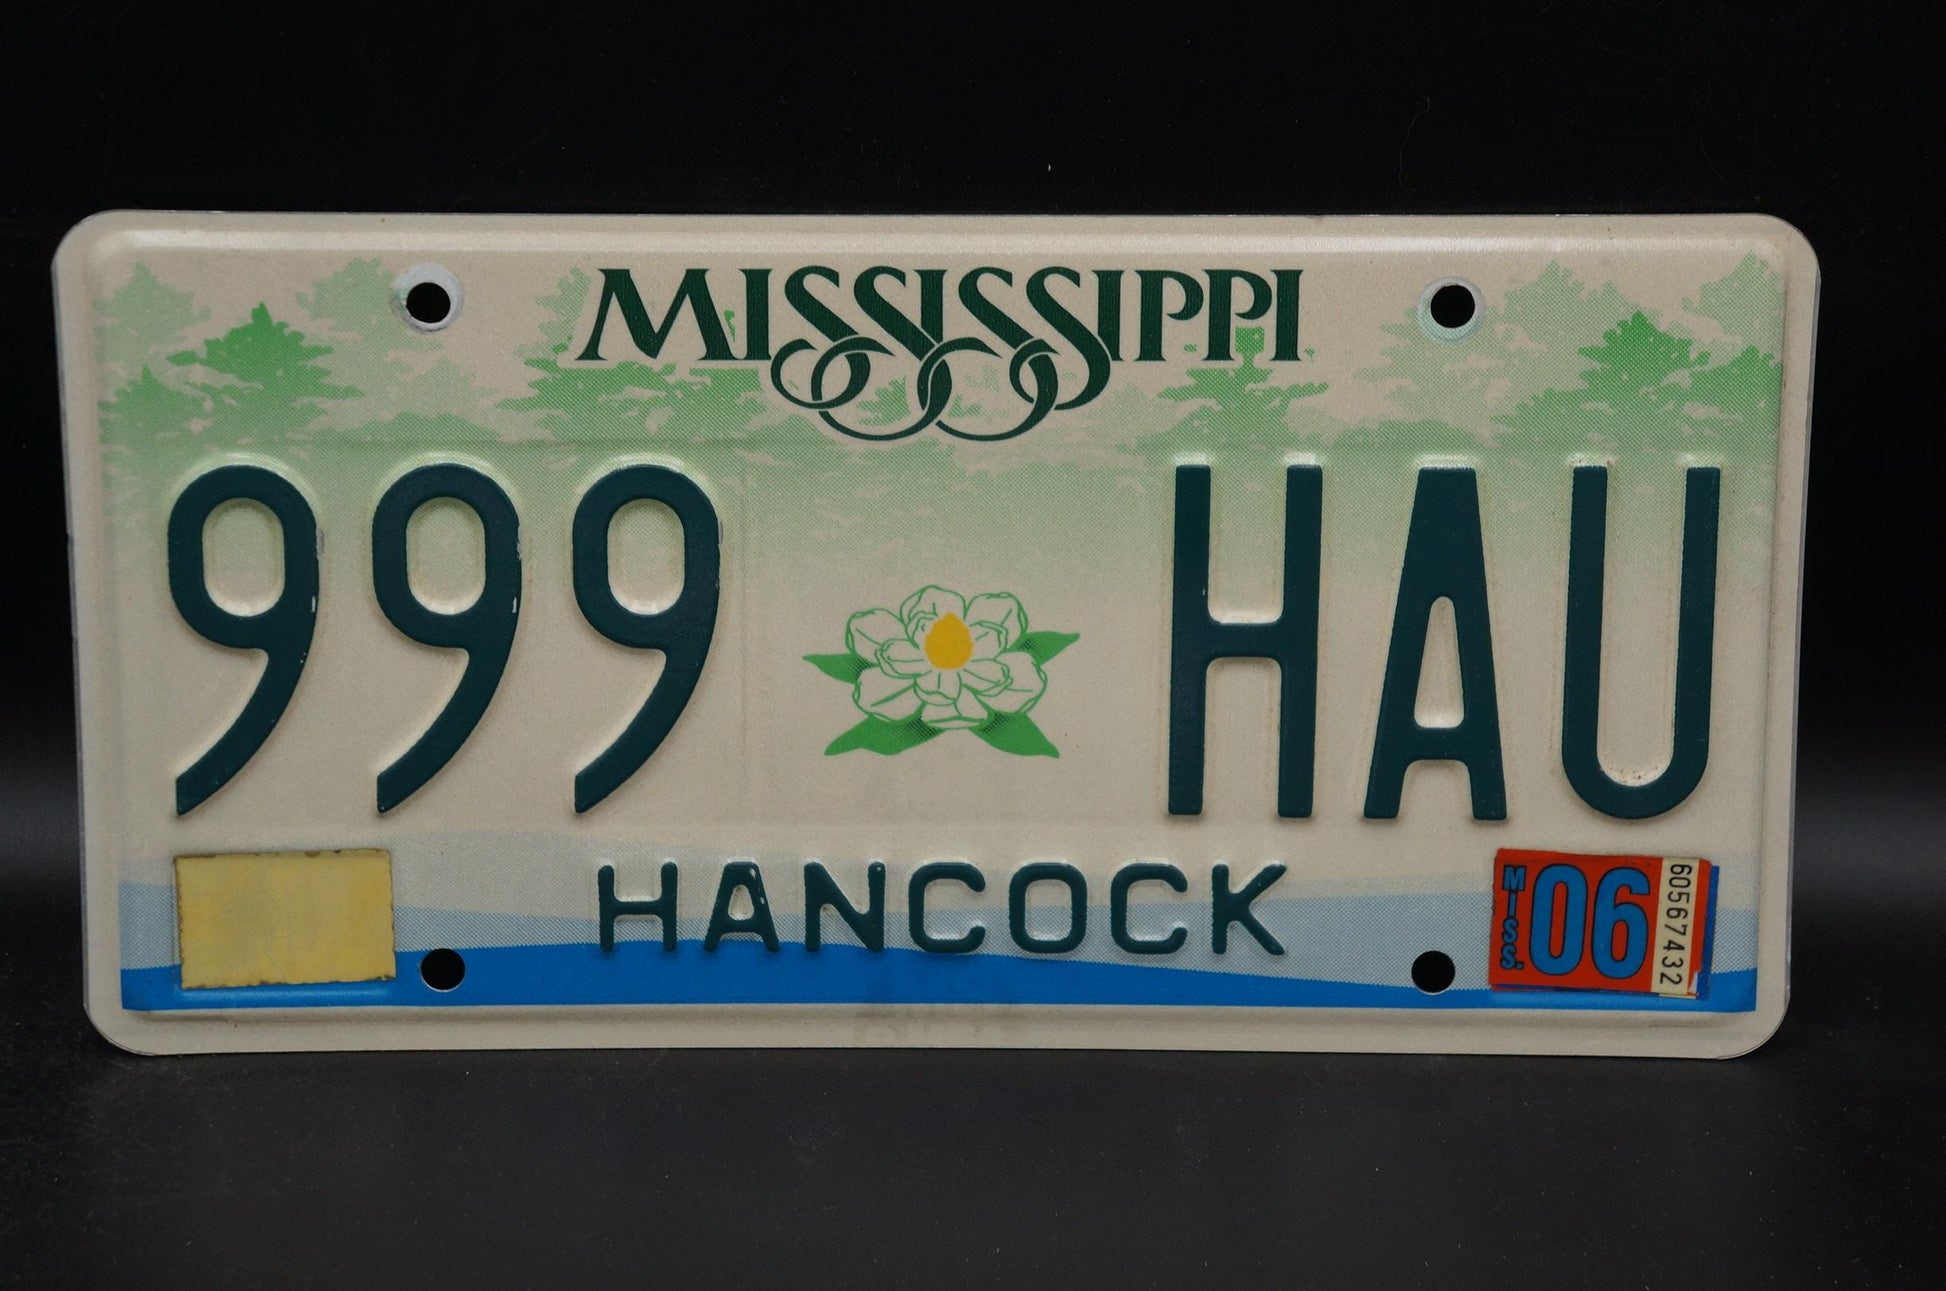 MISSISSIPPI
999 HAU
HANCOCK
MISS. 06 60567432